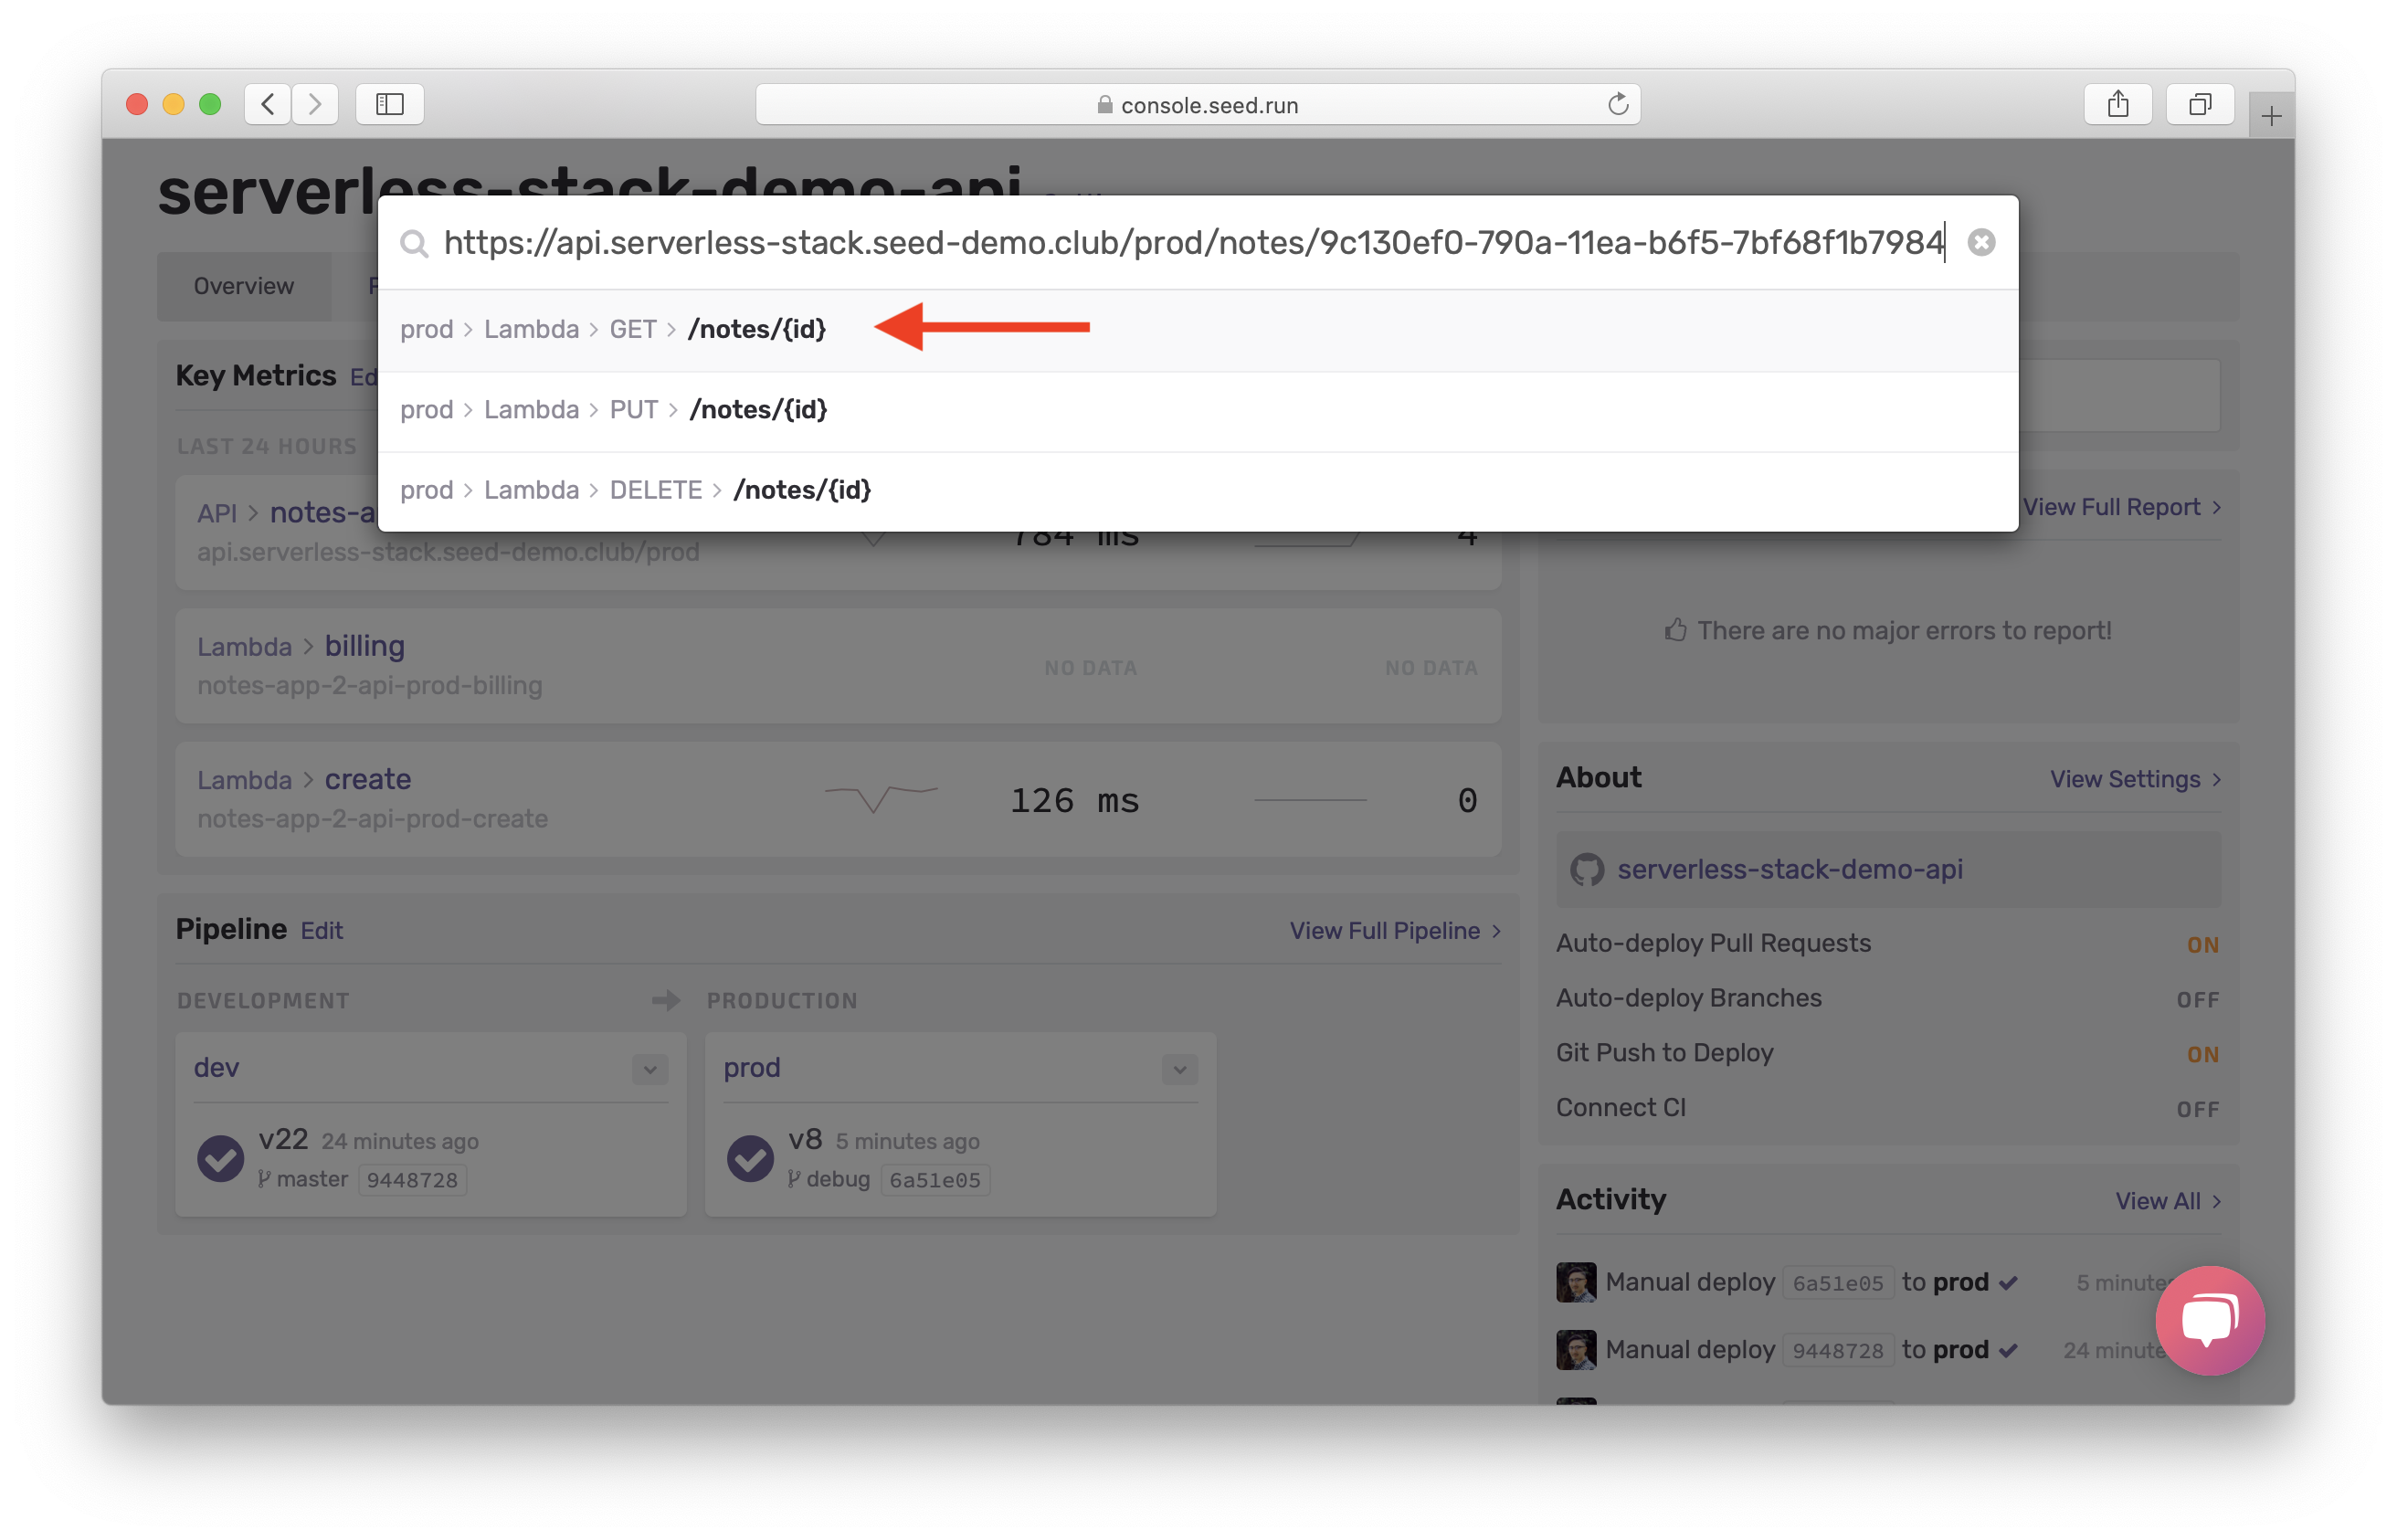 console.seed.run
serverless-stack-demo-api
https://api.serverless-stack.seed-demo.club/prod/notes/9c130ef0-790a-11ea-b6f5-7bf68f1b7984
Overview
prod > Lambda > GET > /notes/{id}
prod > Lambda > PUT > /notes/{id}
prod > Lambda > DELETE > /notes/{id}
Key Metrics
LAST 24 HOURS
API >
api.serverless-stack.seed-demo.club/prod
784 ms
4
Lambda > billing
notes-app-2-api-prod-billing
NO DATA
NO DATA
Lambda > create
notes-app-2-api-prod-create
126 ms
0
Pipeline Edit
View Full Pipeline >
DEVELOPMENT
PRODUCTION
dev
v22 24 minutes ago
master 9448728
prod
v8 5 minutes ago
debug 6a51e05
View Full Report >
There are no major errors to report!
About
View Settings >
serverless-stack-demo-api
Auto-deploy Pull Requests ON
Auto-deploy Branches OFF
Git Push to Deploy ON
Connect CI OFF
Activity
View All >
Manual deploy 6a51e05 to prod 5
Manual deploy 9448728 to prod 24